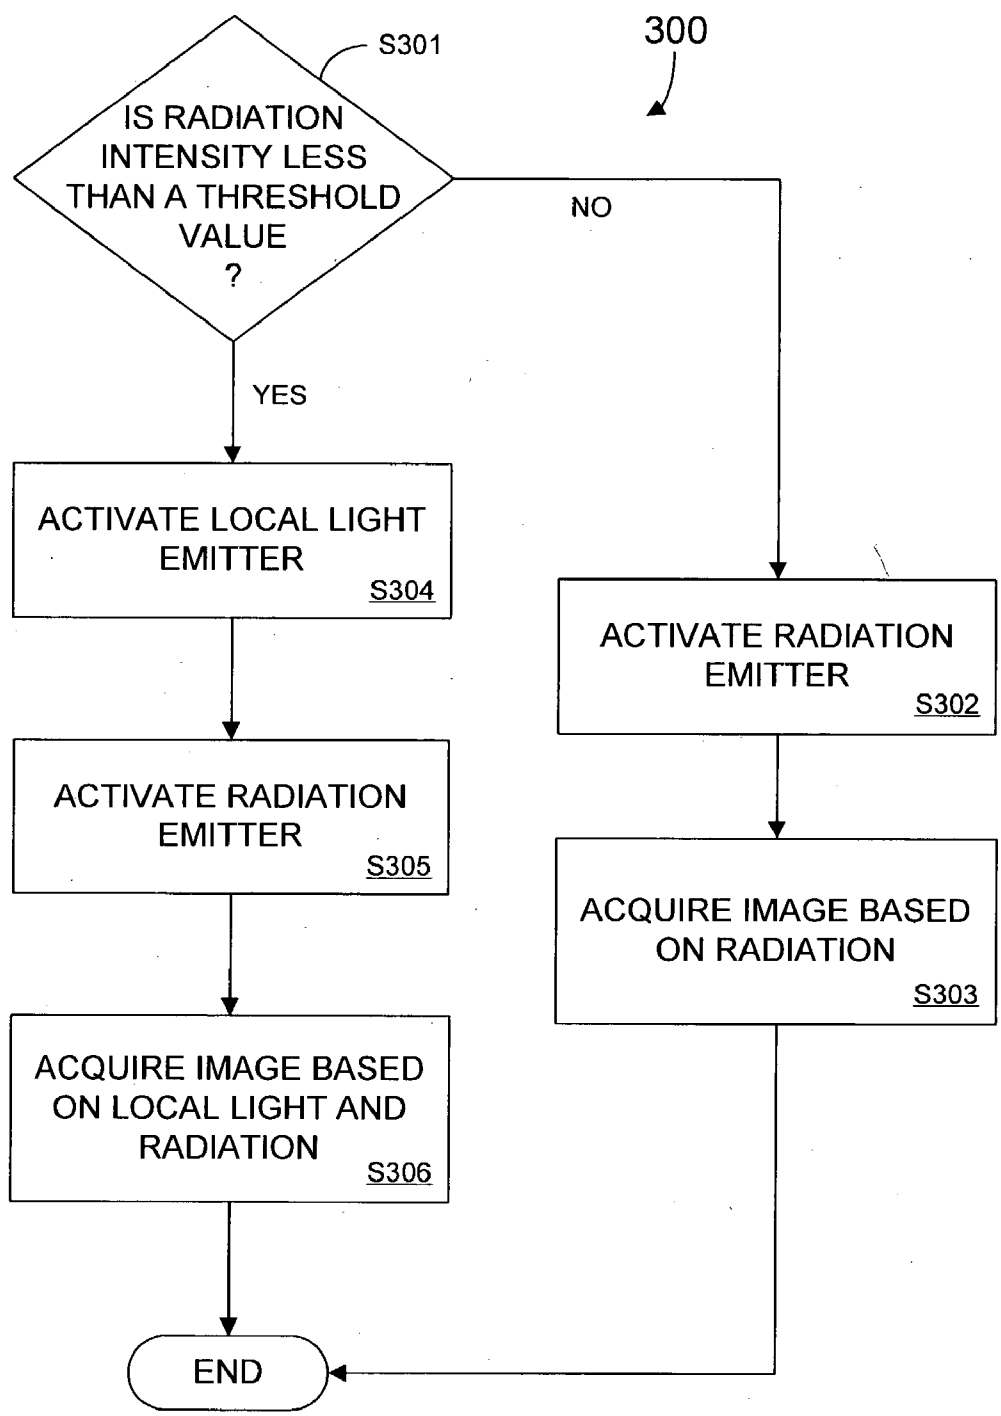 300
S301
IS RADIATION
INTENSITY LESS
THAN A THRESHOLD
VALUE
?
NO
YES
ACTIVATE LOCAL LIGHT
EMITTER
S304
ACTIVATE RADIATION
EMITTER
S302
ACTIVATE RADIATION
EMITTER
S305
ACQUIRE IMAGE BASED
ON RADIATION
S303
ACQUIRE IMAGE BASED
ON LOCAL LIGHT AND
RADIATION
S306
END